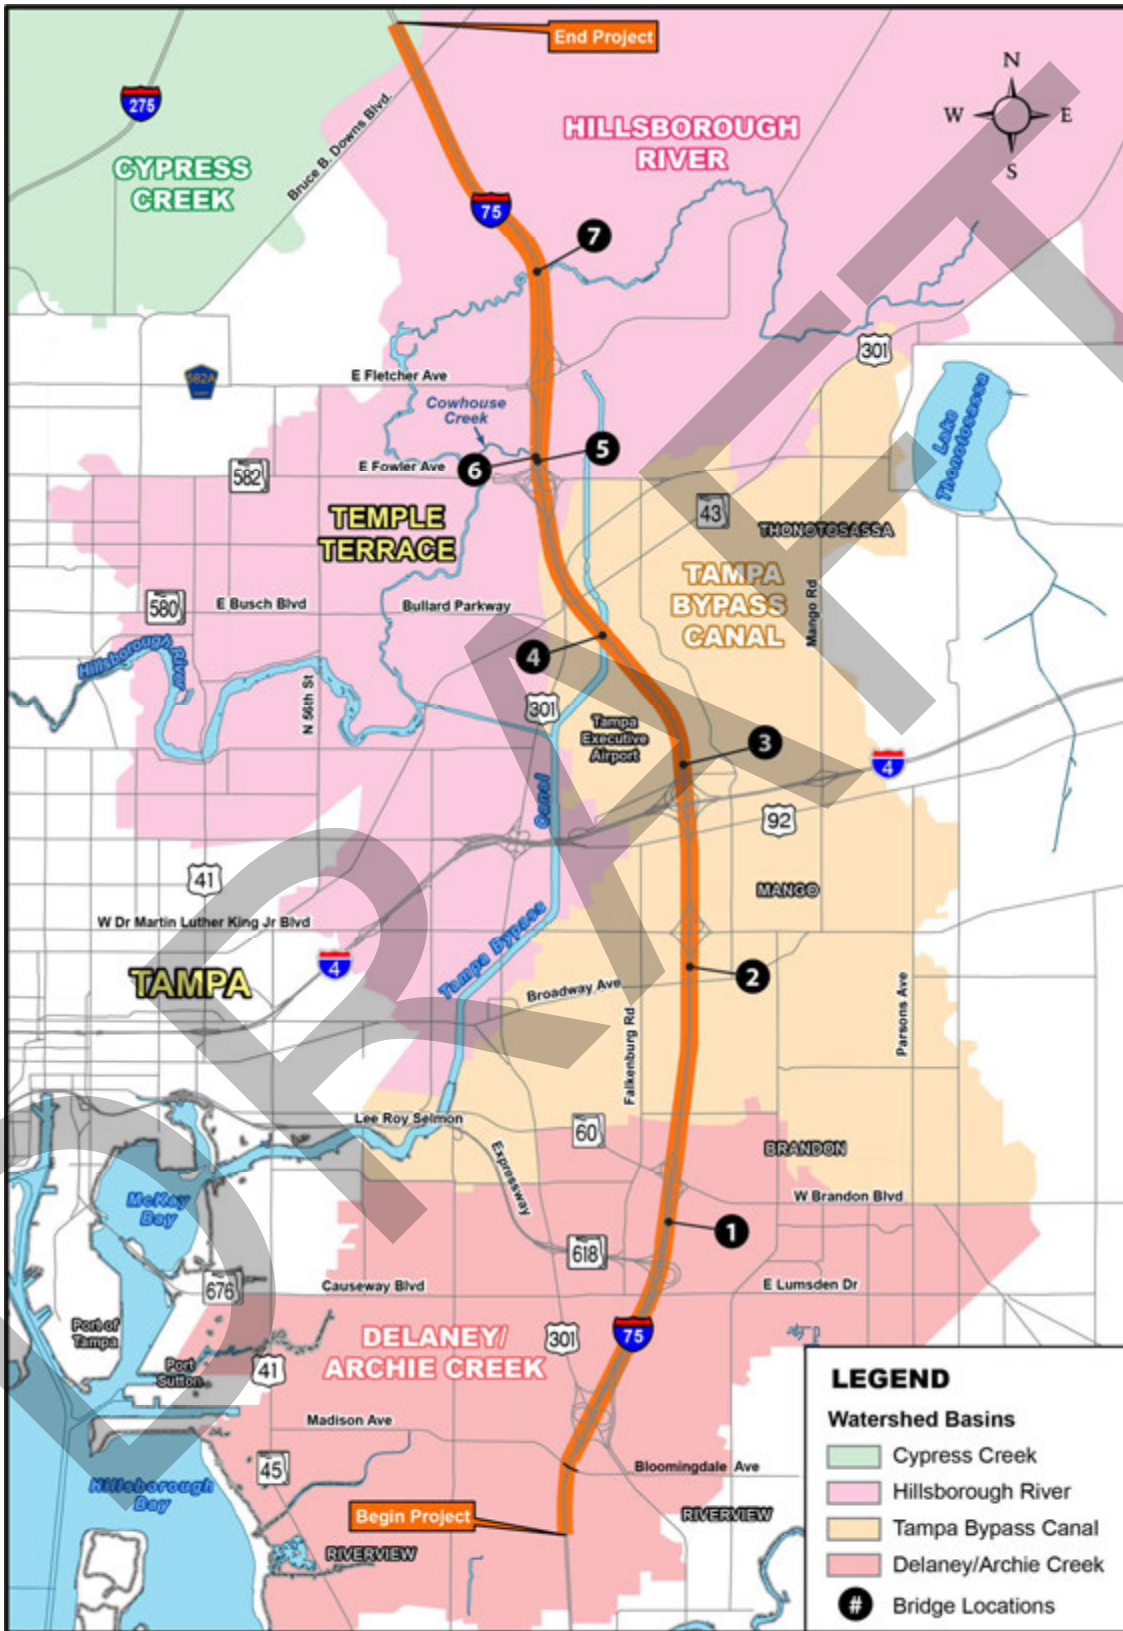 End Project
N
W E
S
275
HILLSBOROUGH
RIVER
CYPRESS
CREEK
Bruce B. Downs Blvd.
75
7
301
582A
E Fletcher Ave
Cowhouse
Creek
Lake
Thonotosassa
5
6
E Fowler Ave
582
43
TEMPLE
TERRACE
THONOTOSASSA
TAMPA
BYPASS
CANAL
580
E Busch Blvd
Bullard Parkway
Mango Rd
4
Hillsborough
River
N 56th St
301
Tampa
Executive
Airport
3
4
Canal
92
41
MANGO
W Dr Martin Luther King Jr Blvd
4
TAMPA
Tampa Bypass
2
Broadway Ave
Falkenburg Rd
Parsons Ave
Lee Roy Selmon
60
Expressway
BRANDON
McKay
Bay
W Brandon Blvd
1
618
676
Causeway Blvd
E Lumsden Dr
Port of
Tampa
DELANEY/
ARCHIE CREEK
301
75
Port
Sutton
41
Madison Ave
45
Bloomingdale Ave
Hillsborough
Bay
Begin Project
RIVERVIEW
RIVERVIEW
LEGEND
Watershed Basins
Cypress Creek
Hillsborough River
Tampa Bypass Canal
Delaney/Archie Creek
# Bridge Locations
DRAFT